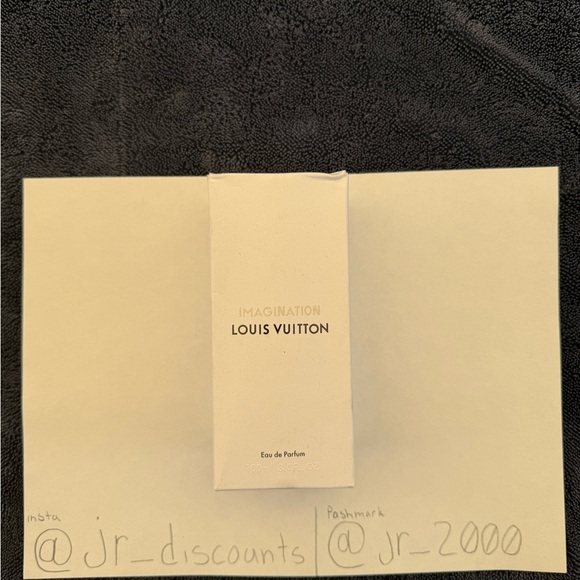 IMAGINATION
LOUIS VUITTON
Eau de Parfum
insta
@jr_discounts
Poshmark
@jr_2000